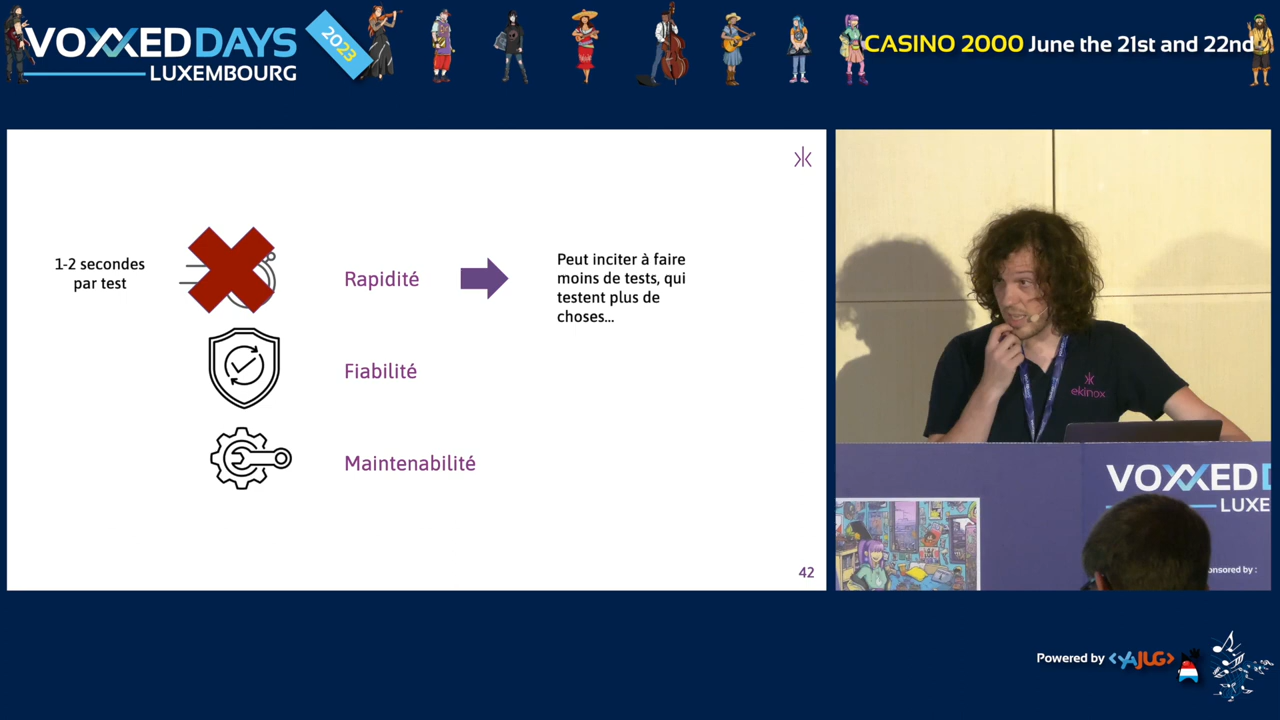 VOXXED DAYS
LUXEMBOURG
2023
CASINO 2000 June the 21st and 22nd
1-2 secondes
par test
Rapidité
Peut inciter à faire
moins de tests, qui
testent plus de
choses...
Fiabilité
Maintenabilité
42
ekinox
VOXXED D
LUXE
onsored by :
Powered by <YAJUG>